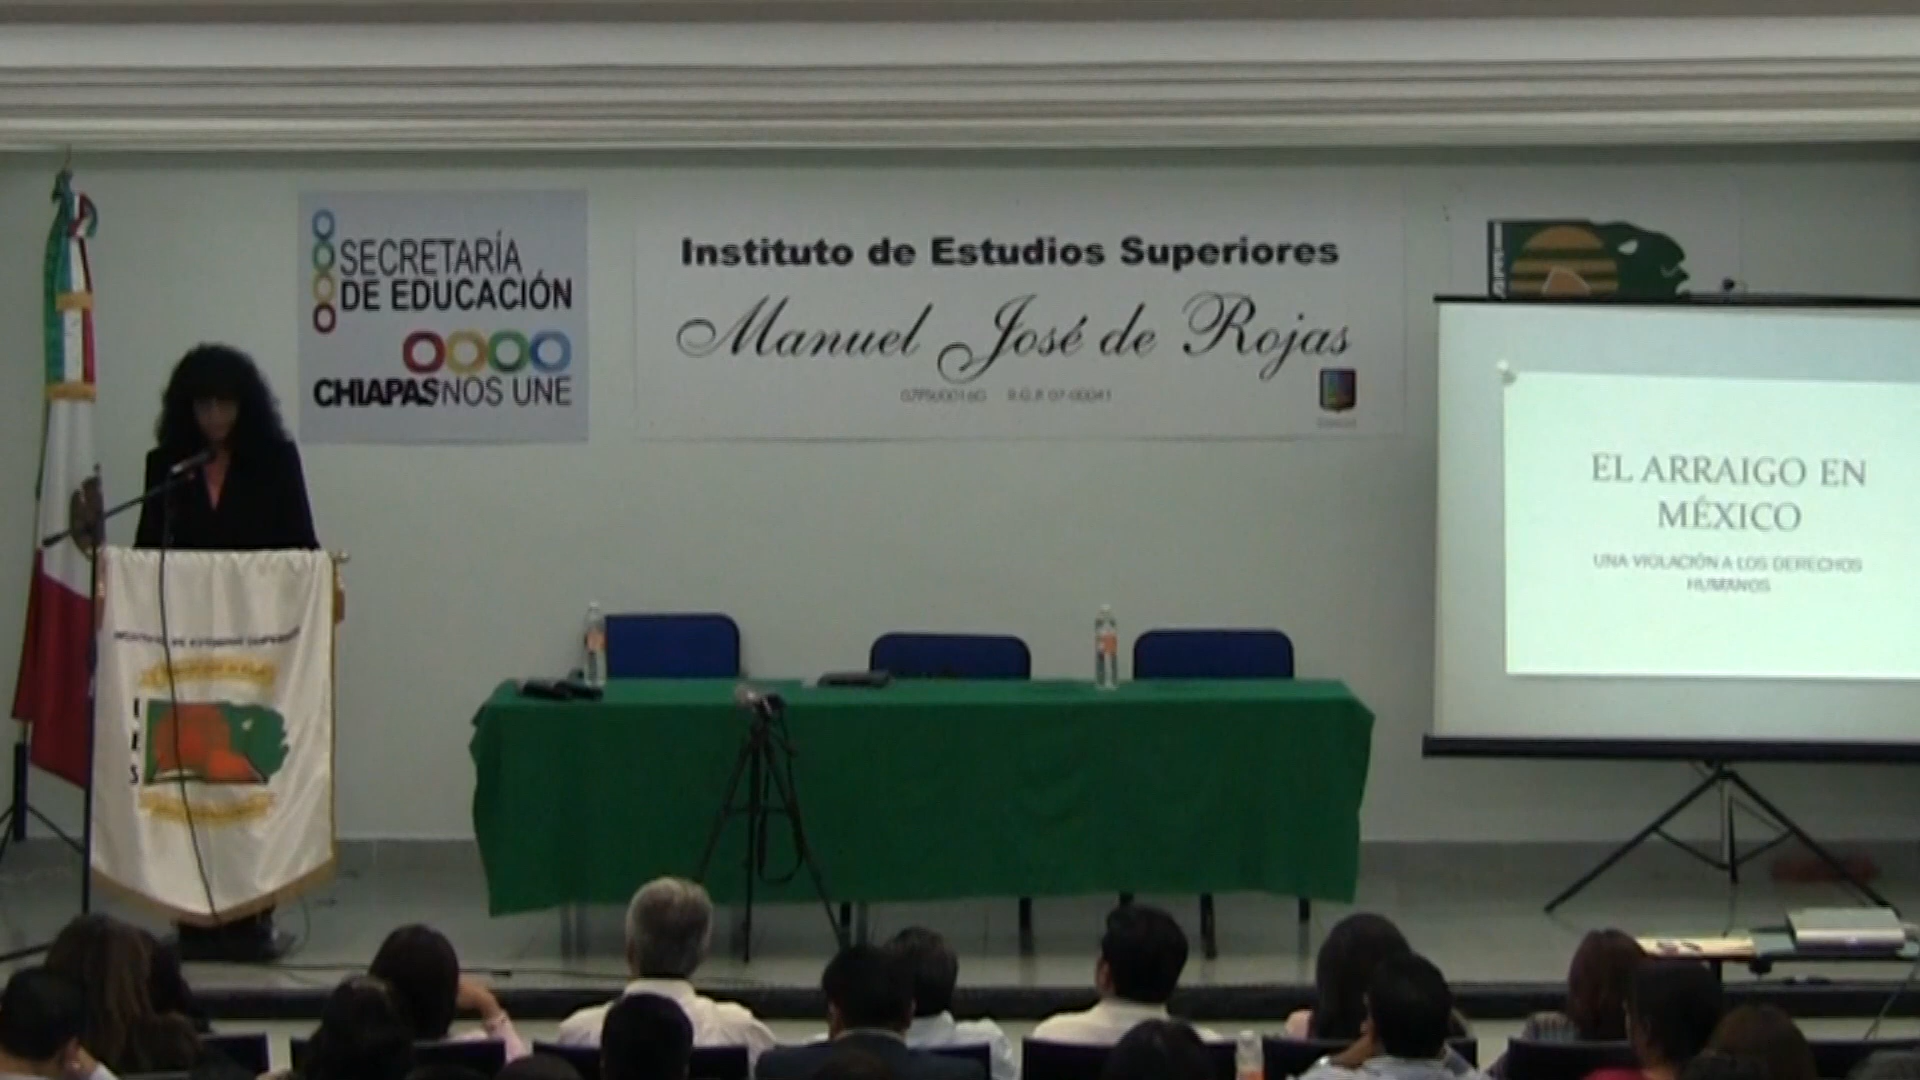 SECRETARÍA
DE EDUCACIÓN
CHIAPAS NOS UNE
Instituto de Estudios Superiores
Manuel José de Rojas
EL ARRAIGO EN
MÉXICO
UNA VIOLACIÓN A LOS DERECHOS
HUMANOS
I
E
S